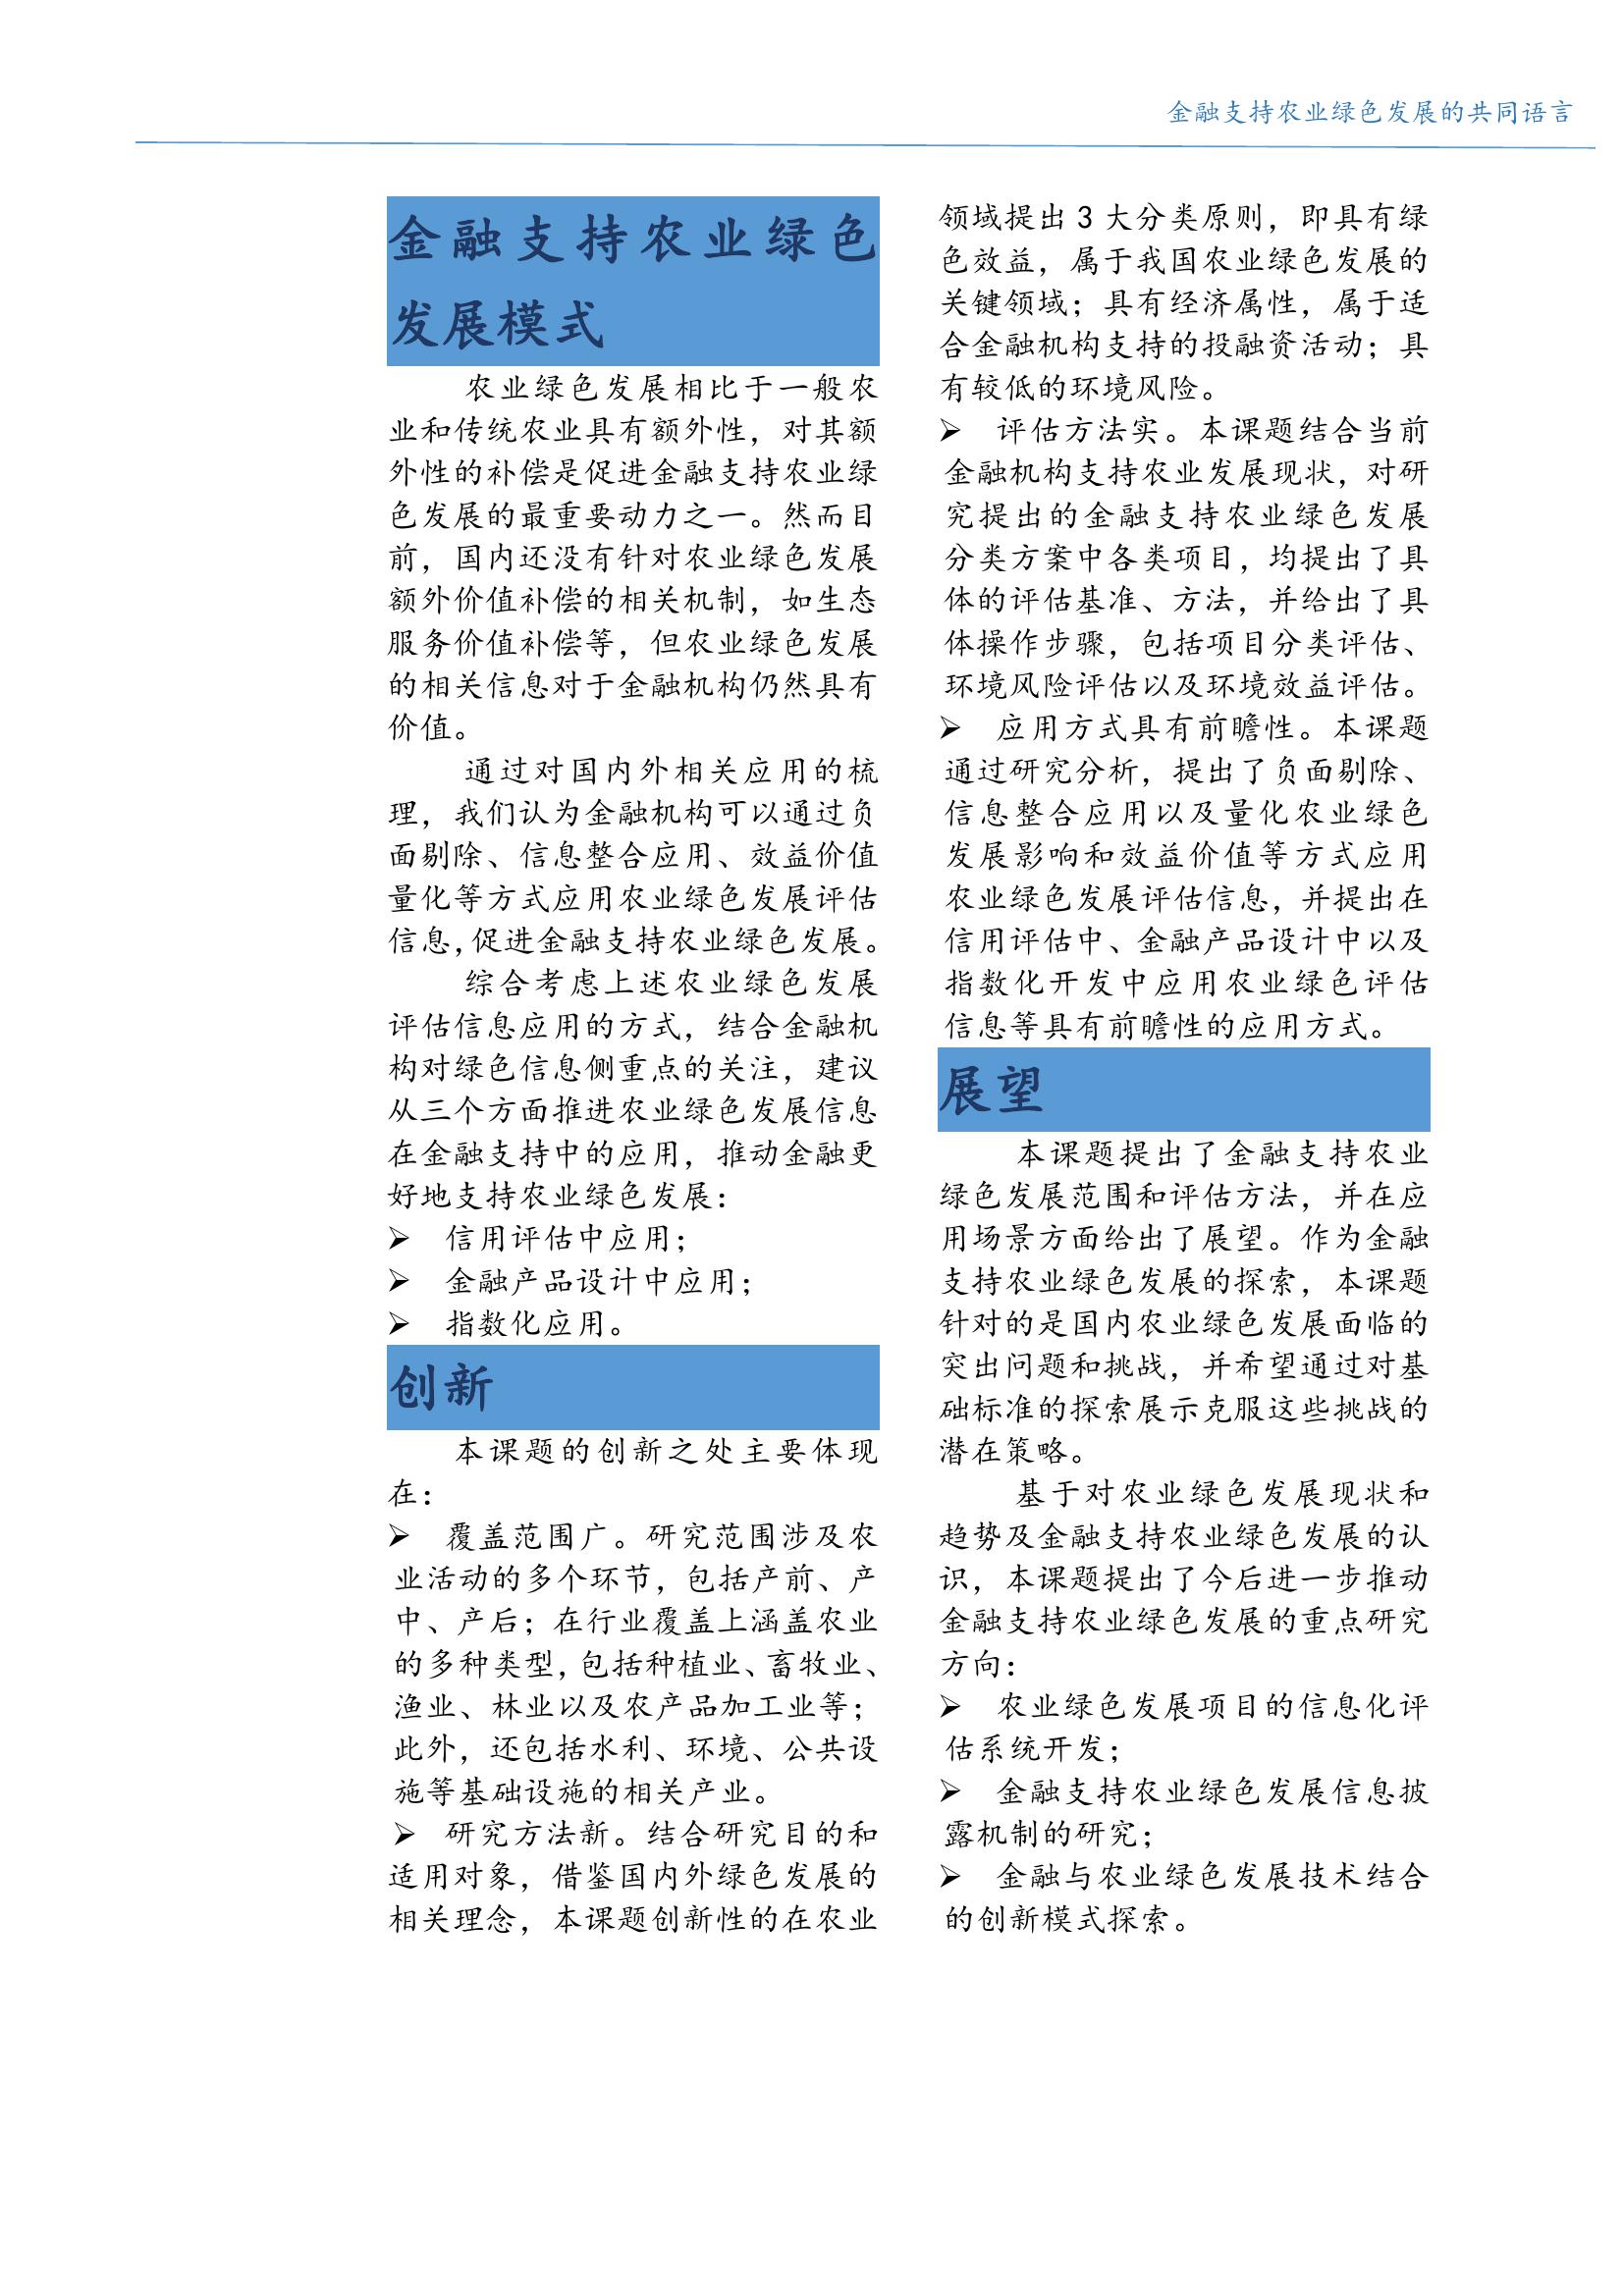 金融支持农业绿色发展的共同语言
金融支持农业绿色
发展模式
农业绿色发展相比于一般农
业和传统农业具有额外性，对其额
外性的补偿是促进金融支持农业绿
色发展的最重要动力之一。然而目
前，国内还没有针对农业绿色发展
额外价值补偿的相关机制，如生态
服务价值补偿等，但农业绿色发展
的相关信息对于金融机构仍然具有
价值。
通过对国内外相关应用的梳
理，我们认为金融机构可以通过负
面剔除、信息整合应用、效益价值
量化等方式应用农业绿色发展评估
信息，促进金融支持农业绿色发展。
综合考虑上述农业绿色发展
评估信息应用的方式，结合金融机
构对绿色信息侧重点的关注，建议
从三个方面推进农业绿色发展信息
在金融支持中的应用，推动金融更
好地支持农业绿色发展：
➢ 信用评估中应用；
➢ 金融产品设计中应用；
➢ 指数化应用。
创新
本课题的创新之处主要体现
在：
➢ 覆盖范围广。研究范围涉及农
业活动的多个环节，包括产前、产
中、产后；在行业覆盖上涵盖农业
的多种类型，包括种植业、畜牧业、
渔业、林业以及农产品加工业等；
此外，还包括水利、环境、公共设
施等基础设施的相关产业。
➢ 研究方法新。结合研究目的和
适用对象，借鉴国内外绿色发展的
相关理念，本课题创新性的在农业
领域提出 3 大分类原则，即具有绿
色效益，属于我国农业绿色发展的
关键领域；具有经济属性，属于适
合金融机构支持的投融资活动；具
有较低的环境风险。
➢ 评估方法实。本课题结合当前
金融机构支持农业发展现状，对研
究提出的金融支持农业绿色发展
分类方案中各类项目，均提出了具
体的评估基准、方法，并给出了具
体操作步骤，包括项目分类评估、
环境风险评估以及环境效益评估。
➢ 应用方式具有前瞻性。本课题
通过研究分析，提出了负面剔除、
信息整合应用以及量化农业绿色
发展影响和效益价值等方式应用
农业绿色发展评估信息，并提出在
信用评估中、金融产品设计中以及
指数化开发中应用农业绿色评估
信息等具有前瞻性的应用方式。
展望
本课题提出了金融支持农业
绿色发展范围和评估方法，并在应
用场景方面给出了展望。作为金融
支持农业绿色发展的探索，本课题
针对的是国内农业绿色发展面临的
突出问题和挑战，并希望通过对基
础标准的探索展示克服这些挑战的
潜在策略。
基于对农业绿色发展现状和
趋势及金融支持农业绿色发展的认
识，本课题提出了今后进一步推动
金融支持农业绿色发展的重点研究
方向：
➢ 农业绿色发展项目的信息化评
估系统开发；
➢ 金融支持农业绿色发展信息披
露机制的研究；
➢ 金融与农业绿色发展技术结合
的创新模式探索。